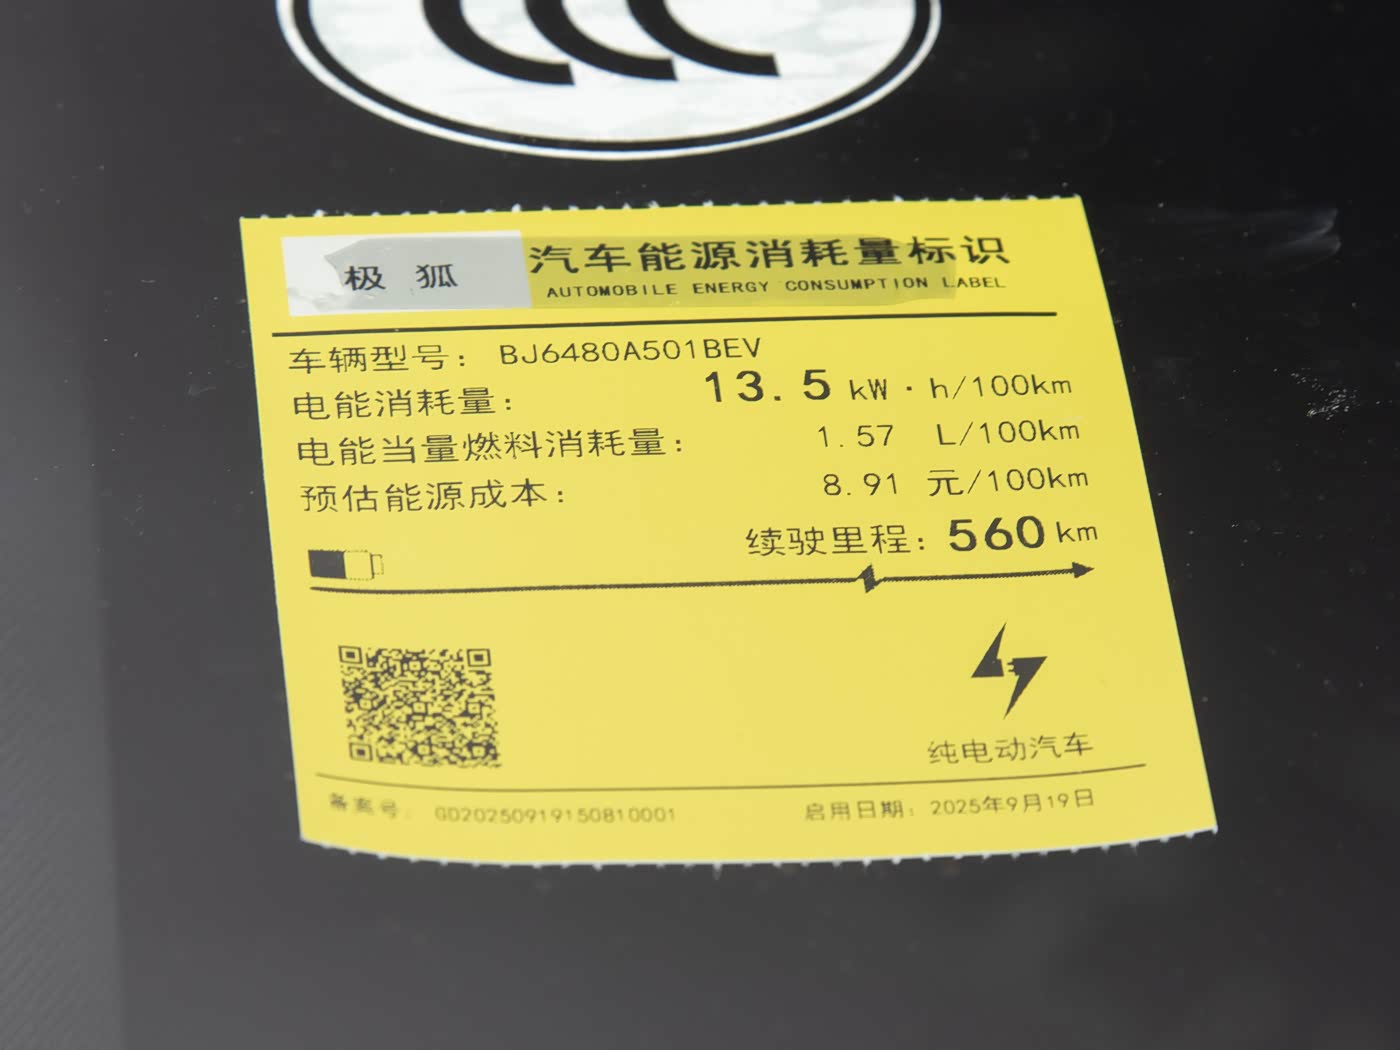 极 狐
汽车能源消耗量标识
AUTOMOBILE ENERGY CONSUMPTION LABEL
车辆型号： BJ6480A501BEV
电能消耗量： 13.5 kW·h/100km
电能当量燃料消耗量： 1.57 L/100km
预估能源成本： 8.91 元/100km
续驶里程：560 km
纯电动汽车
备案号： GD20250919150810001
启用日期：2025年9月19日